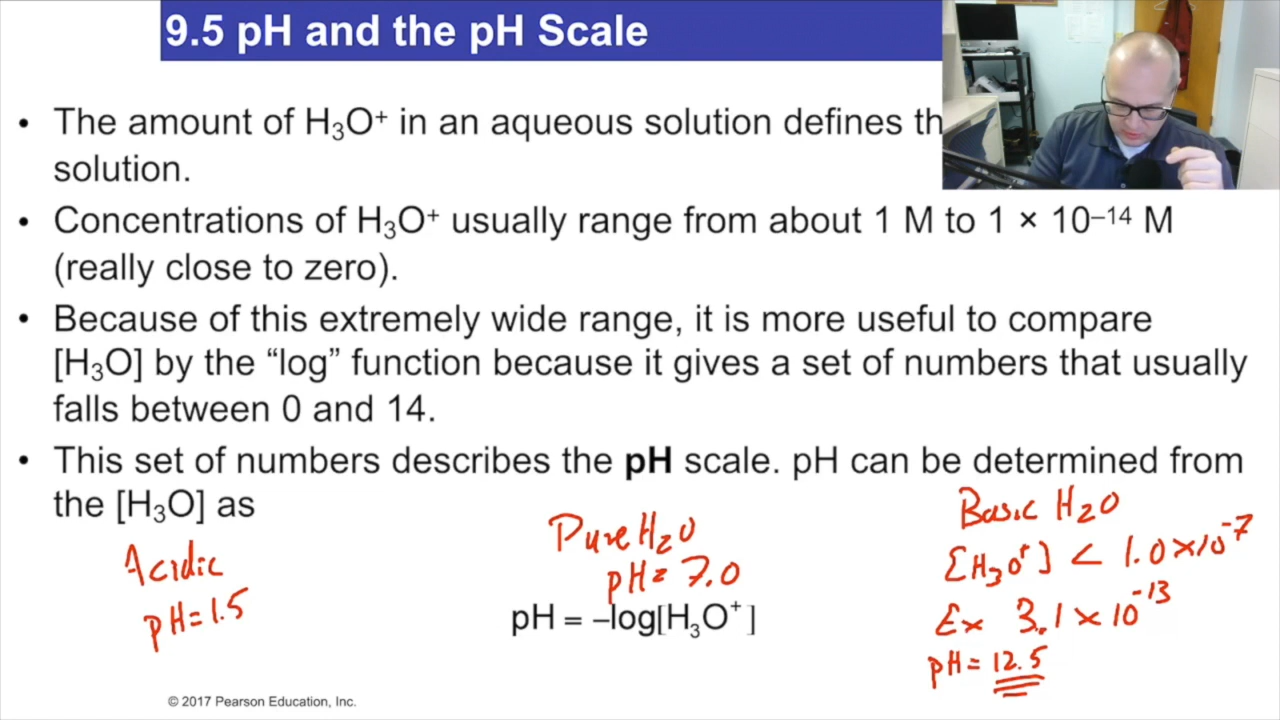 9.5 pH and the pH Scale
• The amount of H₃O⁺ in an aqueous solution defines th
solution.
• Concentrations of H₃O⁺ usually range from about 1 M to 1 × 10⁻¹⁴ M
(really close to zero).
• Because of this extremely wide range, it is more useful to compare
[H₃O] by the “log” function because it gives a set of numbers that usually
falls between 0 and 14.
• This set of numbers describes the pH scale. pH can be determined from
the [H₃O] as
Acidic
pH=1.5
Pure H₂O
pH=7.0
pH = –log[H₃O⁺]
Basic H₂O
[H₃O⁺] < 1.0×10⁻⁷
Ex 3.1×10⁻¹³
pH=12.5
© 2017 Pearson Education, Inc.